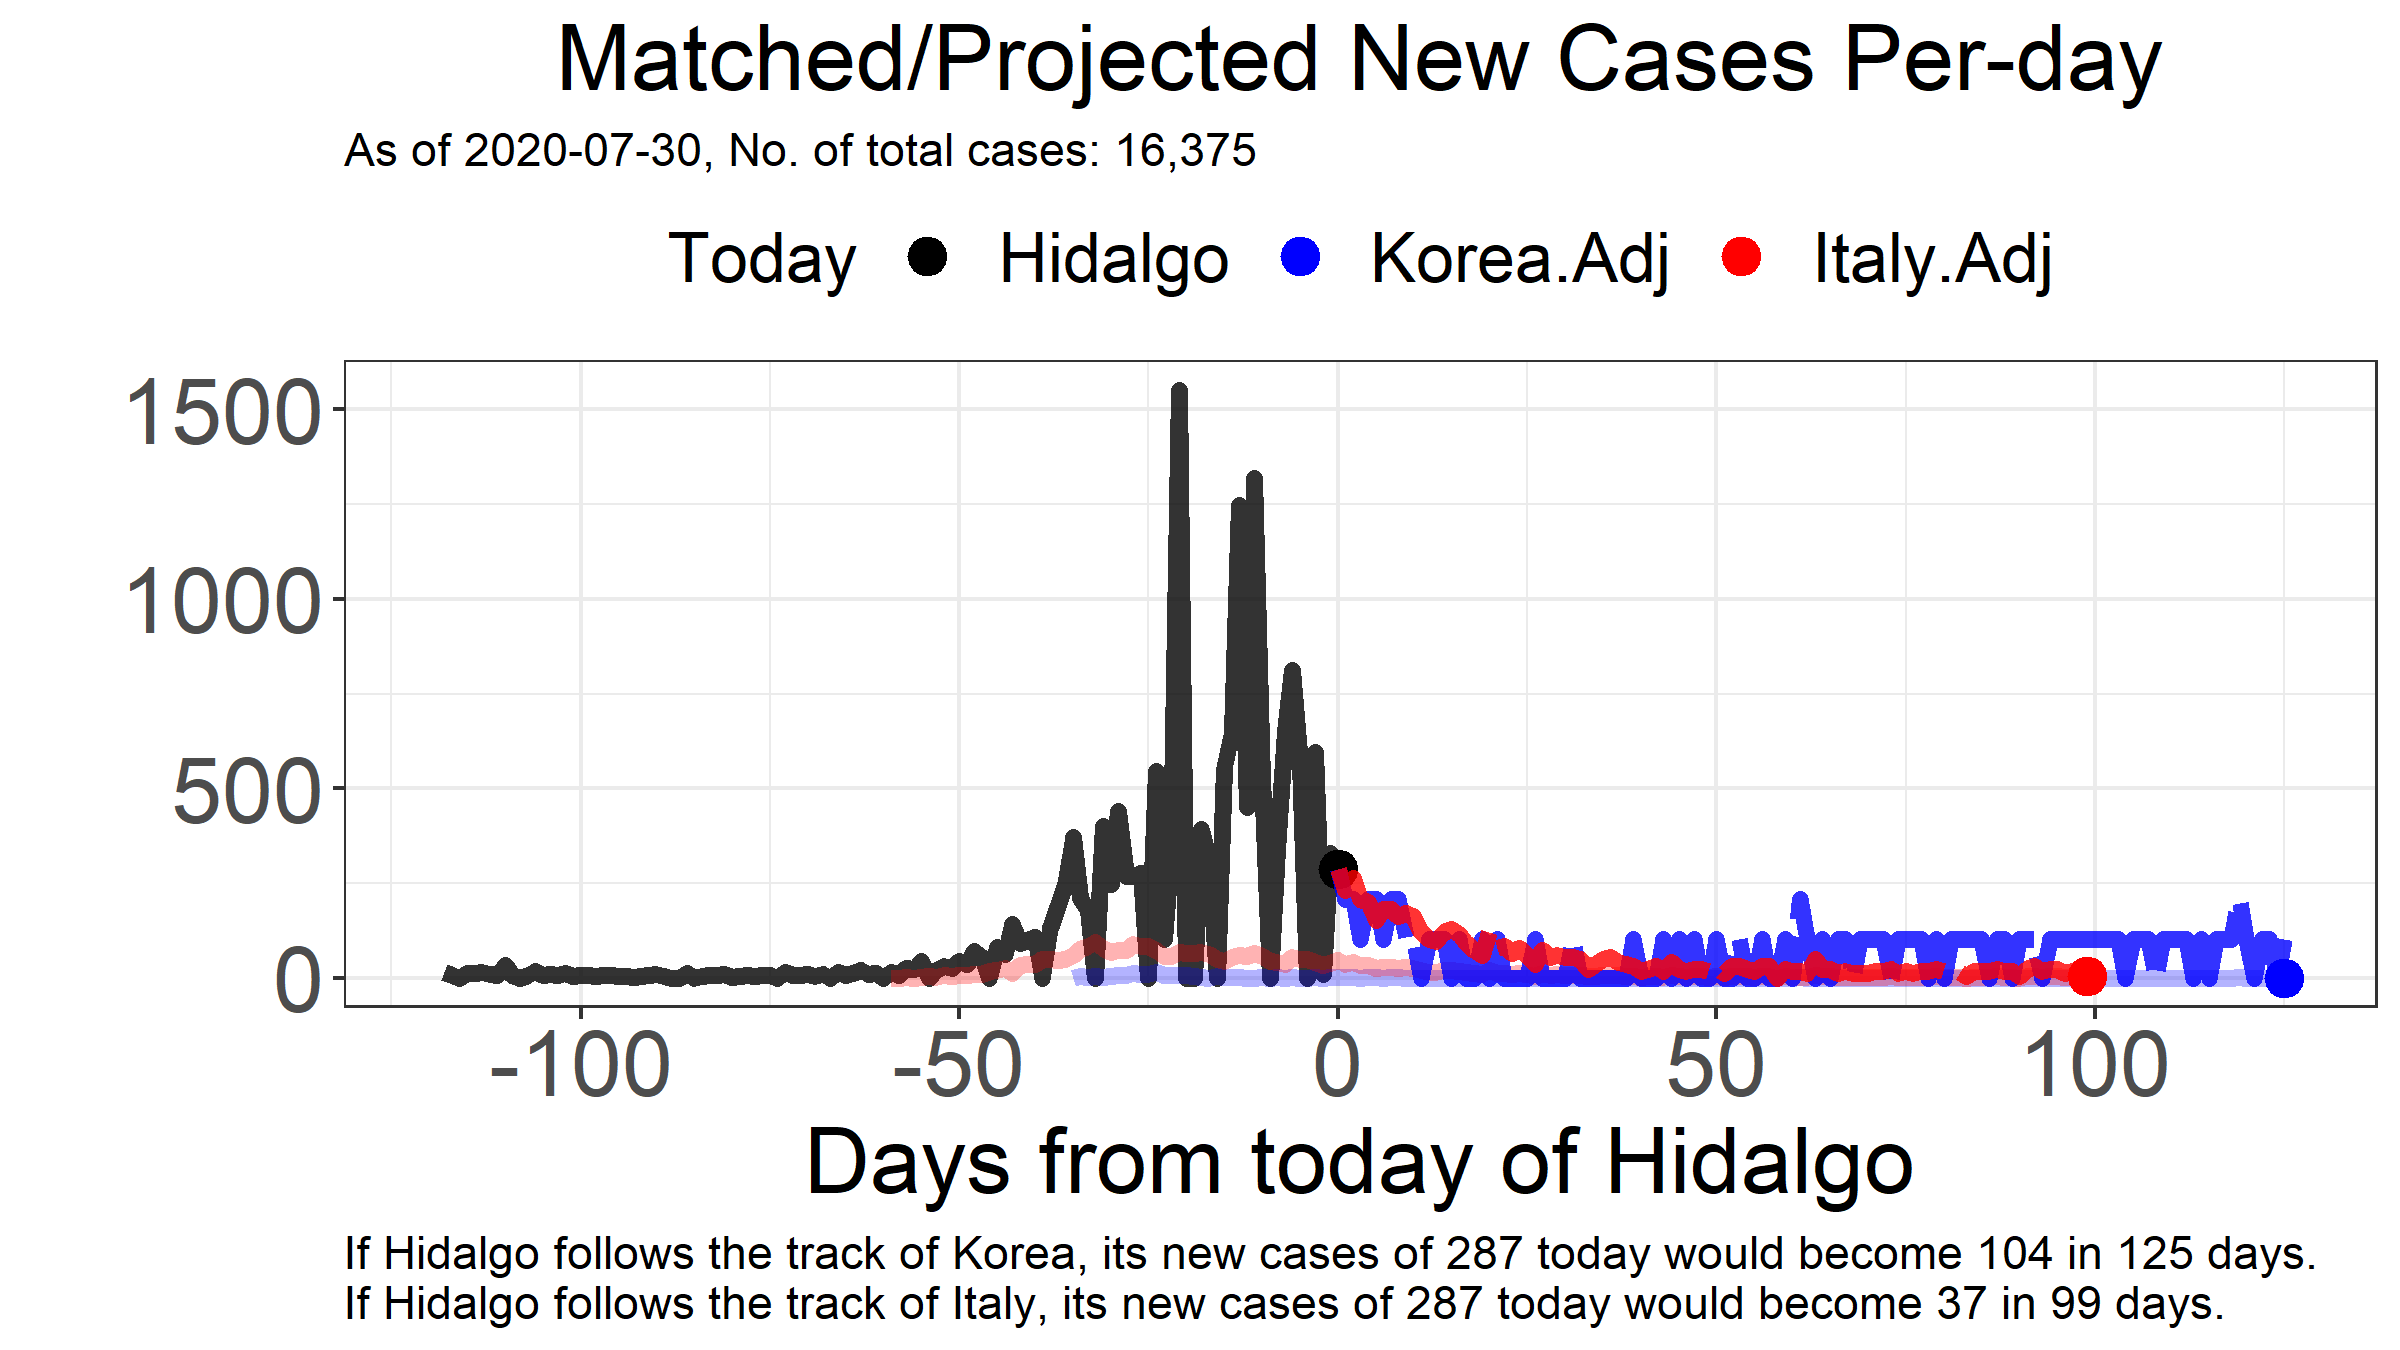 Matched/Projected New Cases Per-day
As of 2020-07-30, No. of total cases: 16,375
Today Hidalgo Korea.Adj Italy.Adj
1500
1000
500
0
-100 -50 0 50 100
Days from today of Hidalgo
If Hidalgo follows the track of Korea, its new cases of 287 today would become 104 in 125 days.
If Hidalgo follows the track of Italy, its new cases of 287 today would become 37 in 99 days.